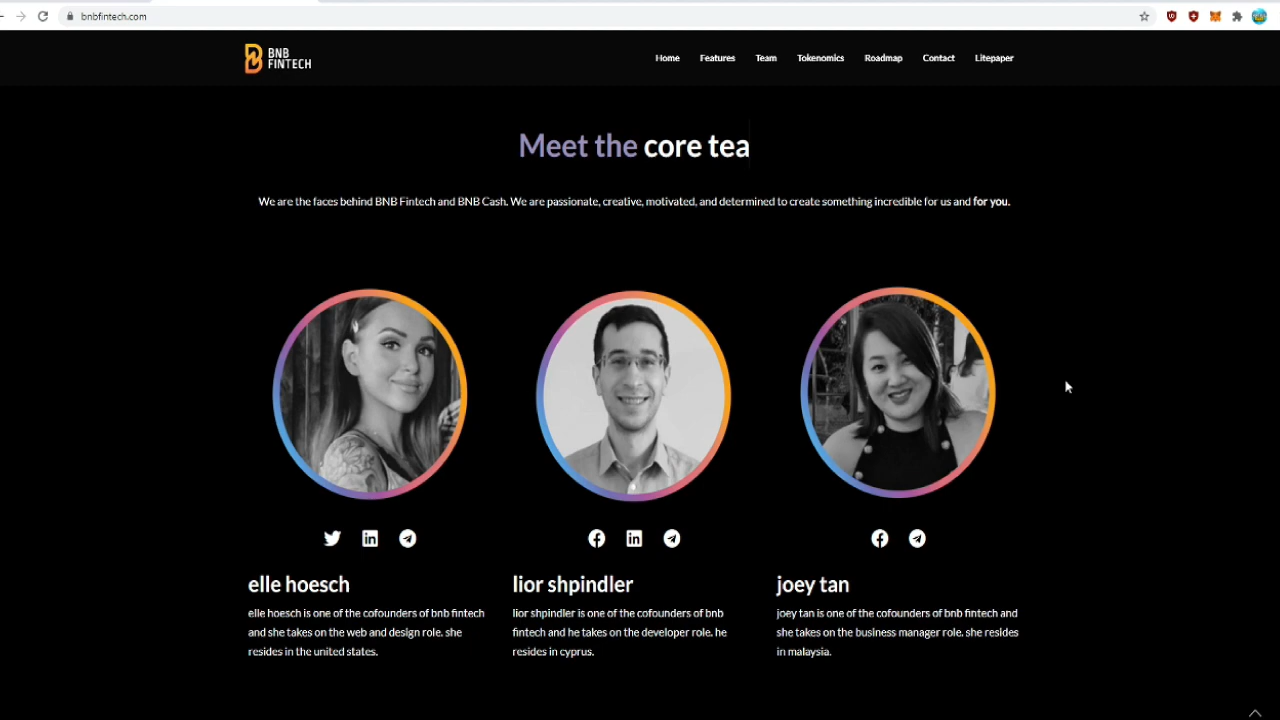 bnbfintech.com
BNB
FINTECH
Home Features Team Tokenomics Roadmap Contact Litepaper
Meet the core tea
We are the faces behind BNB Fintech and BNB Cash. We are passionate, creative, motivated, and determined to create something incredible for us and for you.
elle hoesch
elle hoesch is one of the cofounders of bnb fintech
and she takes on the web and design role. she
resides in the united states.
lior shpindler
lior shpindler is one of the cofounders of bnb
fintech and he takes on the developer role. he
resides in cyprus.
joey tan
joey tan is one of the cofounders of bnb fintech and
she takes on the business manager role. she resides
in malaysia.